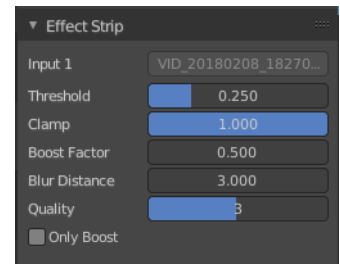 Effect Strip
Input 1 VID_20180208_18270...
Threshold 0.250
Clamp 1.000
Boost Factor 0.500
Blur Distance 3.000
Quality 3
Only Boost